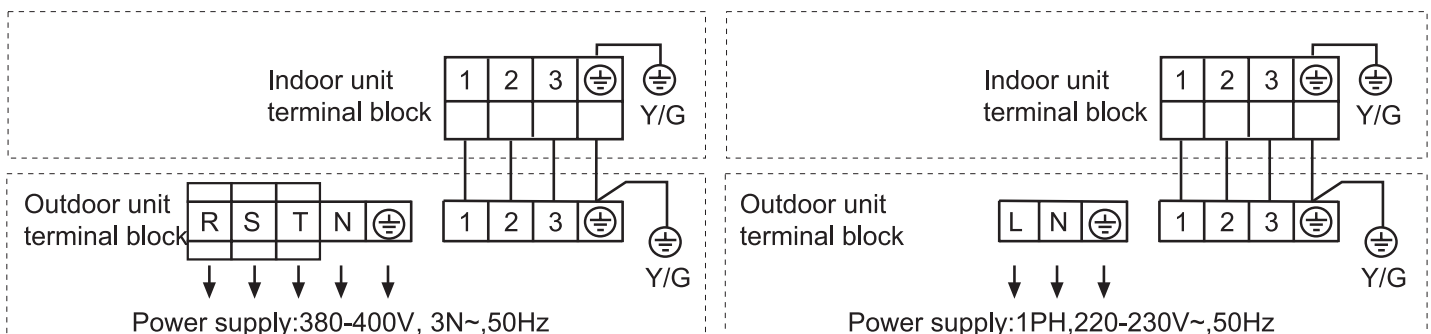 Indoor unit
terminal block
1 2 3
Y/G
Outdoor unit
terminal block
R S T N
1 2 3
Y/G
Power supply:380-400V, 3N~,50Hz
Indoor unit
terminal block
1 2 3
Y/G
Outdoor unit
terminal block
L N
1 2 3
Y/G
Power supply:1PH,220-230V~,50Hz